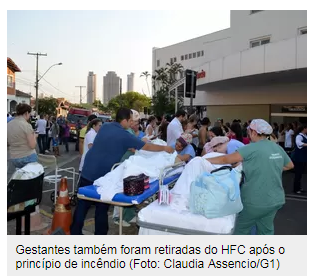 Gestantes também foram retiradas do HFC após o
princípio de incêndio (Foto: Claudia Assencio/G1)